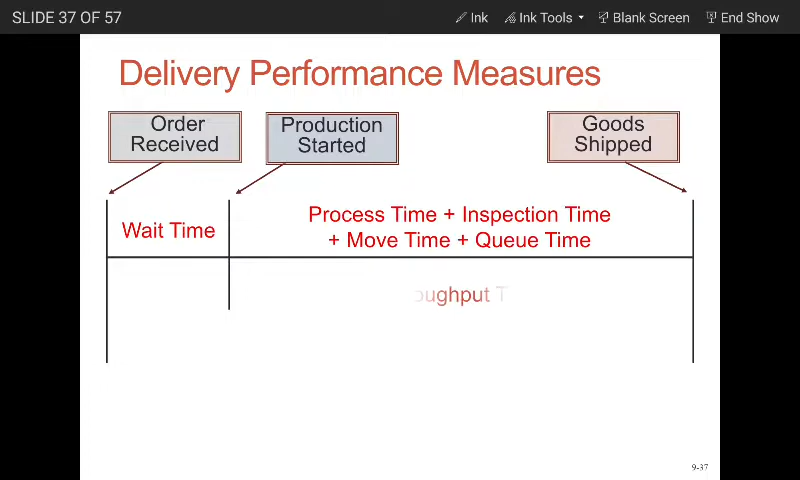 SLIDE 37 OF 57
Ink
Ink Tools
Blank Screen
End Show
Delivery Performance Measures
Order
Received
Production
Started
Goods
Shipped
Wait Time
Process Time + Inspection Time
+ Move Time + Queue Time
9-37